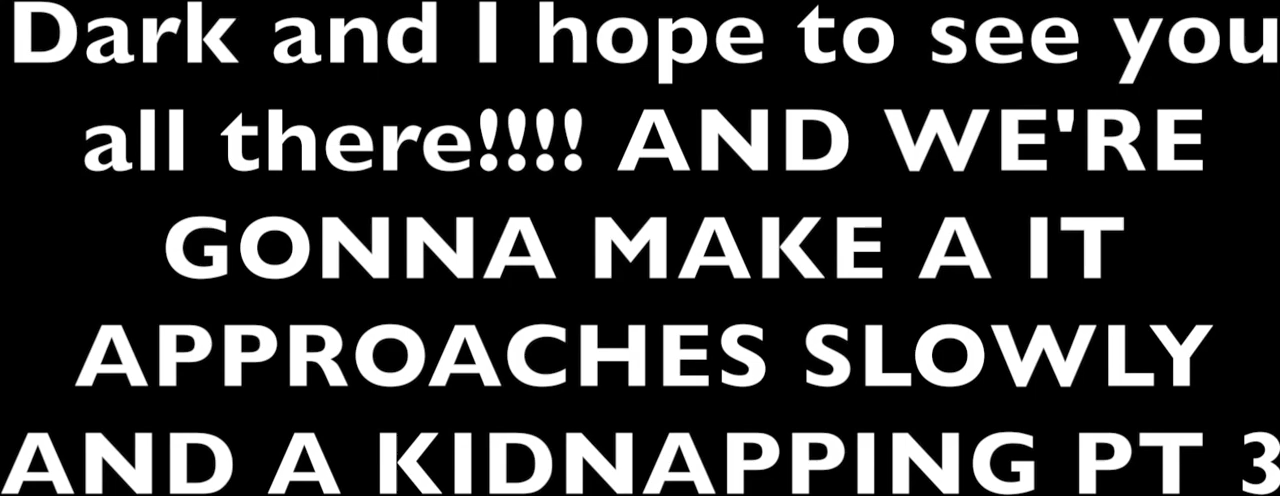 Dark and I hope to see you
all there!!!! AND WE'RE
GONNA MAKE A IT
APPROACHES SLOWLY
AND A KIDNAPPING PT 3